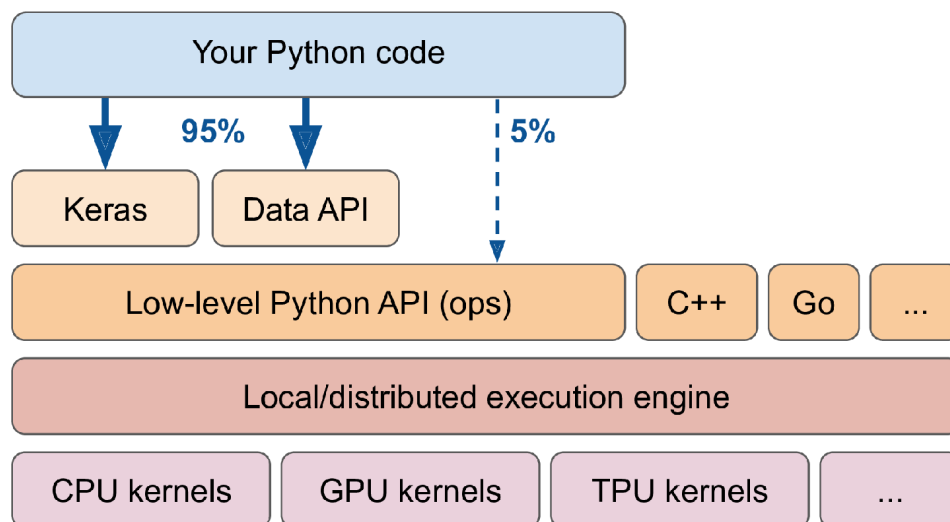 Your Python code
95%
5%
Keras
Data API
Low-level Python API (ops)
C++
Go
...
Local/distributed execution engine
CPU kernels
GPU kernels
TPU kernels
...